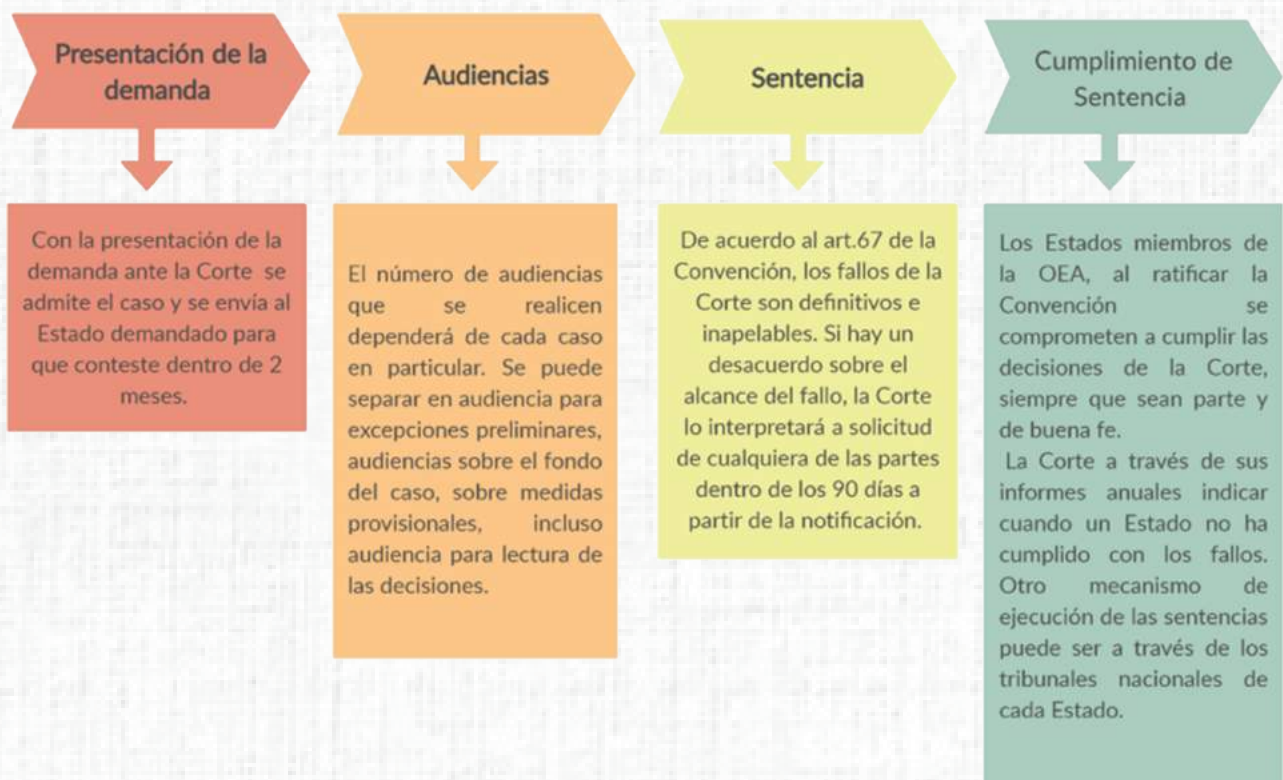 Presentación de la
demanda
Con la presentación de la
demanda ante la Corte se
admite el caso y se envía al
Estado demandado para
que conteste dentro de 2
meses.
Audiencias
El número de audiencias
que se realicen
dependerá de cada caso
en particular. Se puede
separar en audiencia para
excepciones preliminares,
audiencias sobre el fondo
del caso, sobre medidas
provisionales, incluso
audiencia para lectura de
las decisiones.
Sentencia
De acuerdo al art.67 de la
Convención, los fallos de la
Corte son definitivos e
inapelables. Si hay un
desacuerdo sobre el
alcance del fallo, la Corte
lo interpretará a solicitud
de cualquiera de las partes
dentro de los 90 días a
partir de la notificación.
Cumplimiento de
Sentencia
Los Estados miembros de
la OEA, al ratificar la
Convención se
comprometen a cumplir las
decisiones de la Corte,
siempre que sean parte y
de buena fe.
La Corte a través de sus
informes anuales indicar
cuando un Estado no ha
cumplido con los fallos.
Otro mecanismo de
ejecución de las sentencias
puede ser a través de los
tribunales nacionales de
cada Estado.